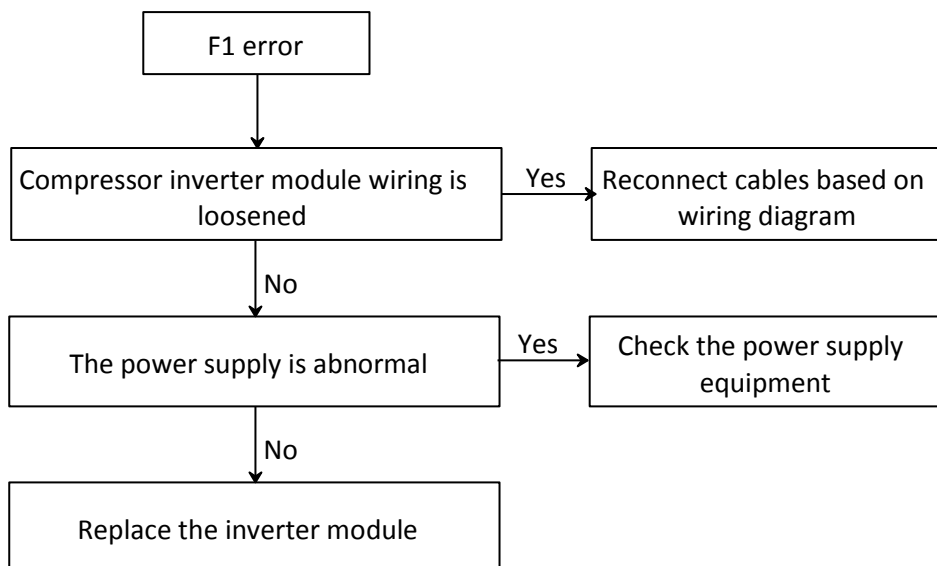 F1 error
Compressor inverter module wiring is
loosened
Yes
Reconnect cables based on
wiring diagram
No
The power supply is abnormal
Yes
Check the power supply
equipment
No
Replace the inverter module